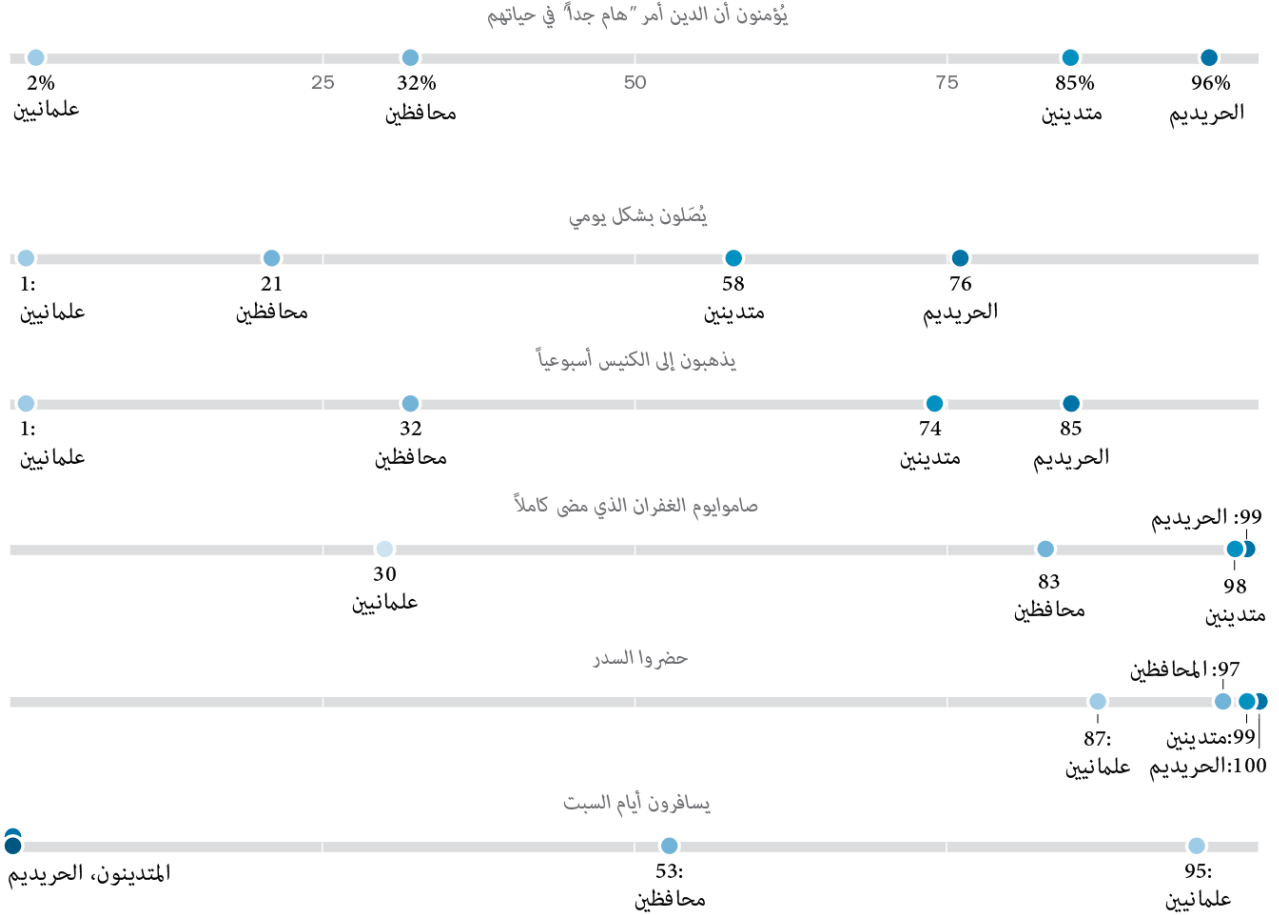 يُؤمنون أن الدين أمر "هام جداً" في حياتهم
2% 25 32% 50 75 85% 96%
علمانيين محافظين متدينين الحريديم
يُصَلون بشكل يومي
1: 21 58 76
علمانيين محافظين متدينين الحريديم
يذهبون إلى الكنيس أسبوعياً
1: 32 74 85
علمانيين محافظين متدينين الحريديم
صاموايوم الغفران الذي مضى كاملاً
99: الحريديم
30 83 98
علمانيين محافظين متدينين
حضروا السدر
97: المحافظين
87: 99:متدينين
علمانيين 100:الحريديم
يسافرون أيام السبت
المتدينون، الحريديم 53: 95:
محافظين علمانيين